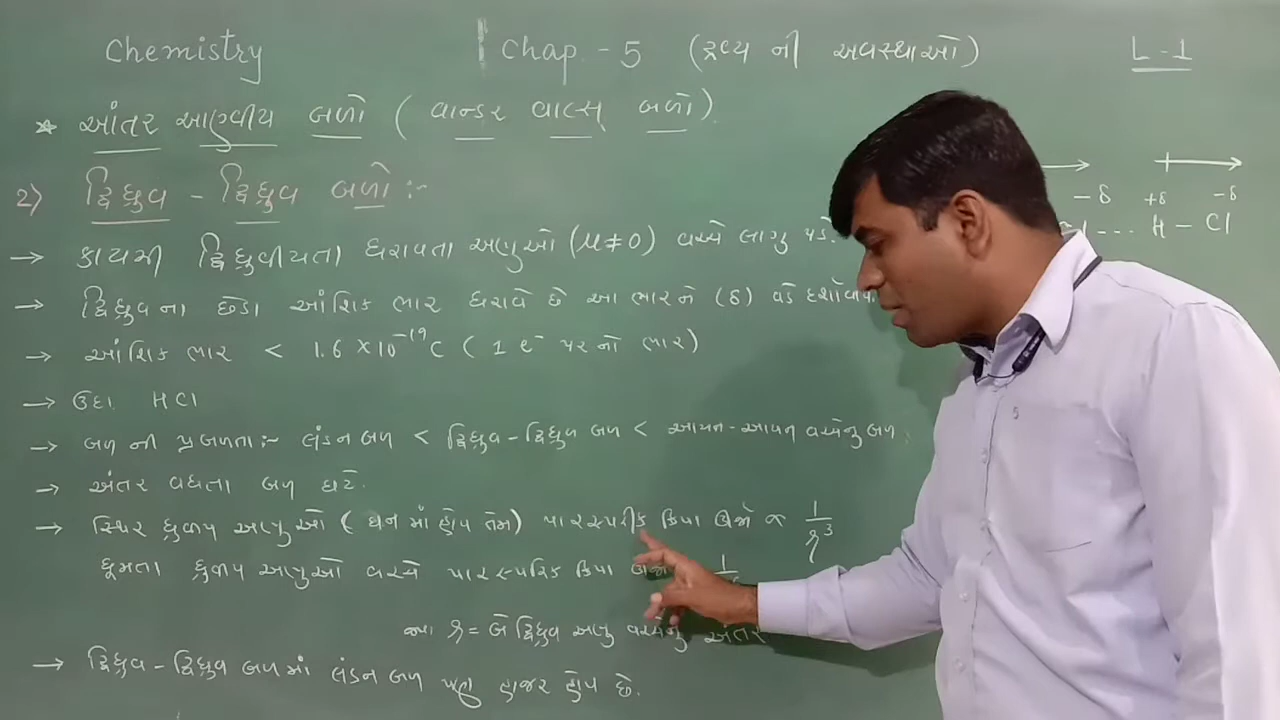 Chemistry Chap. - 5 (દ્રવ્ય ની અવસ્થાઓ) L - 1
* આંતર આણ્વીય બળો (વાન્ડર વાલ્સ્ બળો)
2) દ્વિધ્રુવ - દ્વિધ્રુવ બળો :-
→ કાયમી દ્વિધ્રુવીયતા ધરાવતા અણુઓ (μ ≠ 0) વચ્ચે લાગુ પડે.
-δ +δ -δ
... H - Cl
→ દ્વિધ્રુવના છેડા આંશિક ભાર ધરાવે છે આ ભારને (δ) વડે
→ આંશિક ભાર < 1.6 × 10⁻¹⁹ C (1 e⁻ પરનો ભાર)
→ ઉદા. HCl
→ બળ ની પ્રબળતા :- લંડન બળ < દ્વિધ્રુવ-દ્વિધ્રુવ બળ < આયન-આયન વચ્ચેનુ બળ.
→ અંતર વધતા બળ ઘટે.
→ સ્થિર ધ્રુવીય અણુઓ (ઘન માં હોય તેમ) પારસ્પરીક ક્રિયા ઊર્જા ∝ 1/r³
ઘૂમતા ધ્રુવીય અણુઓ વચ્ચે પારસ્પરિક ક્રિયા ઊર્જા
r = બે દ્વિધ્રુવ અણુ વચ્ચેનું અંતર
→ દ્વિધ્રુવ - દ્વિધ્રુવ બળમાં લંડન બળ પણ હાજર હોય છે.